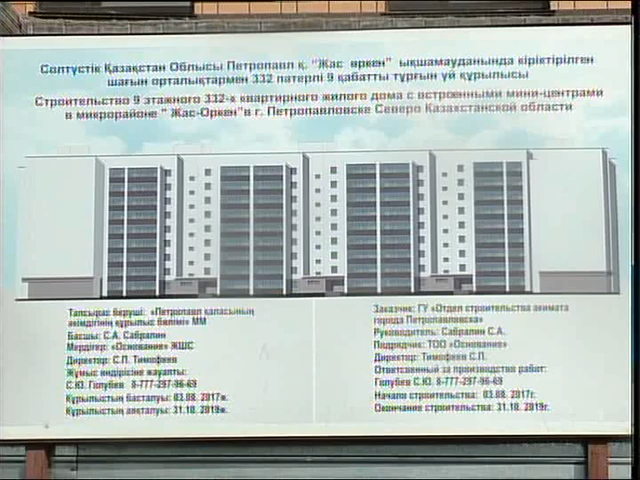 Солтүстік Қазақстан Облысы Петропавл қ. "Жас өркен" ықшамауданында кіріктірілген
шағын орталықтармен 332 пәтерлі 9 қабатты тұрғын үй құрылысы
Строительство 9 этажного 332-х квартирного жилого дома с встроенными мини-центрами
в микрорайоне " Жас-Оркен"в г. Петропавловске Северо Казахстанской области
Тапсырыс беруші: «Петропавл қаласының
әкімдігінің құрылыс бөлімі» ММ
Басшы: С.А. Сабралин
Мердігер: «Основание» ЖШС
Директор: С.П. Тимофеев
Жұмыс өндірісіне жауапты:
С.Ю. Голубев 8-777-297-96-69
Құрылыстың басталуы: 03.08. 2017ж.
Құрылыстың аяқталуы: 31.10. 2019ж.
Заказчик: ГУ «Отдел строительства акимата
города Петропавловска»
Руководитель: Сабралин С.А.
Подрядчик: ТОО «Основание»
Директор: Тимофеев С.П.
Ответсвенный за производство работ:
Голубев С.Ю. 8-777-297-96-69
Начало строительства: 03.08. 2017г.
Окончание строительства: 31.10. 2019г.